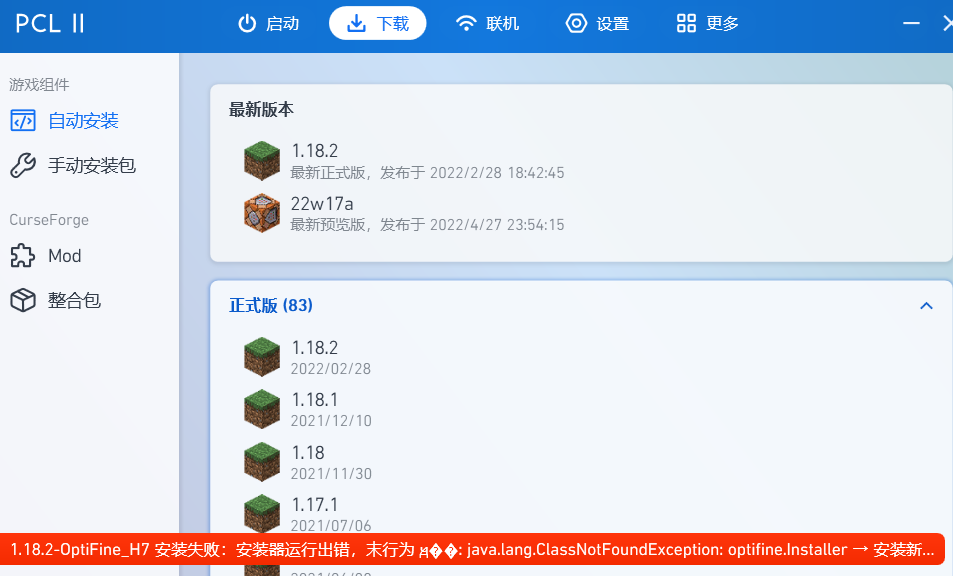 PCL II
启动 下载 联机 设置 更多
游戏组件
自动安装
手动安装包
CurseForge
Mod
整合包
最新版本
1.18.2
最新正式版，发布于 2022/2/28 18:42:45
22w17a
最新预览版，发布于 2022/4/27 23:54:15
正式版 (83)
1.18.2
2022/02/28
1.18.1
2021/12/10
1.18
2021/11/30
1.17.1
2021/07/06
1.18.2-OptiFine_H7 安装失败：安装器运行出错，末行为 : java.lang.ClassNotFoundException: optifine.Installer → 安装新...